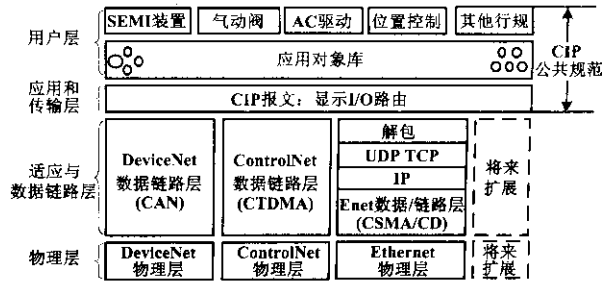 SEMI装置 气动阀 AC驱动 位置控制 其他行规
用户层
应用对象库
CIP
公共规范
应用和
传输层
CIP报文：显示I/O路由
适应与
数据链路层
DeviceNet
数据链路层
(CAN)
ControlNet
数据链路层
(CTDMA)
解包
UDP TCP
IP
Enet数据/链路层
(CSMA/CD)
将来
扩展
物理层
DeviceNet
物理层
ControlNet
物理层
Ethernet
物理层
将来
扩展